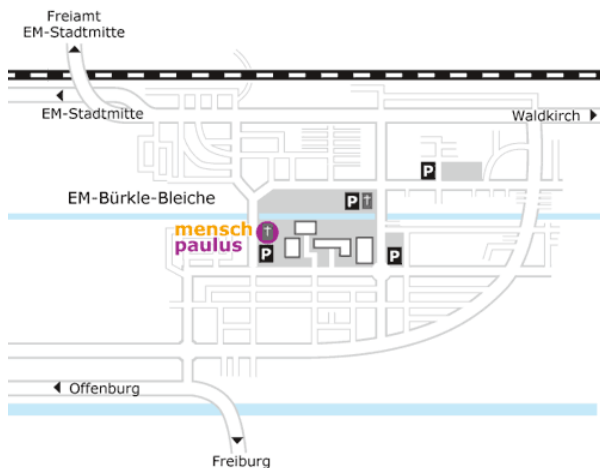 Freiamt
EM-Stadtmitte
EM-Stadtmitte
Waldkirch
P
EM-Bürkle-Bleiche
P
mensch
paulus
P
P
Offenburg
Freiburg